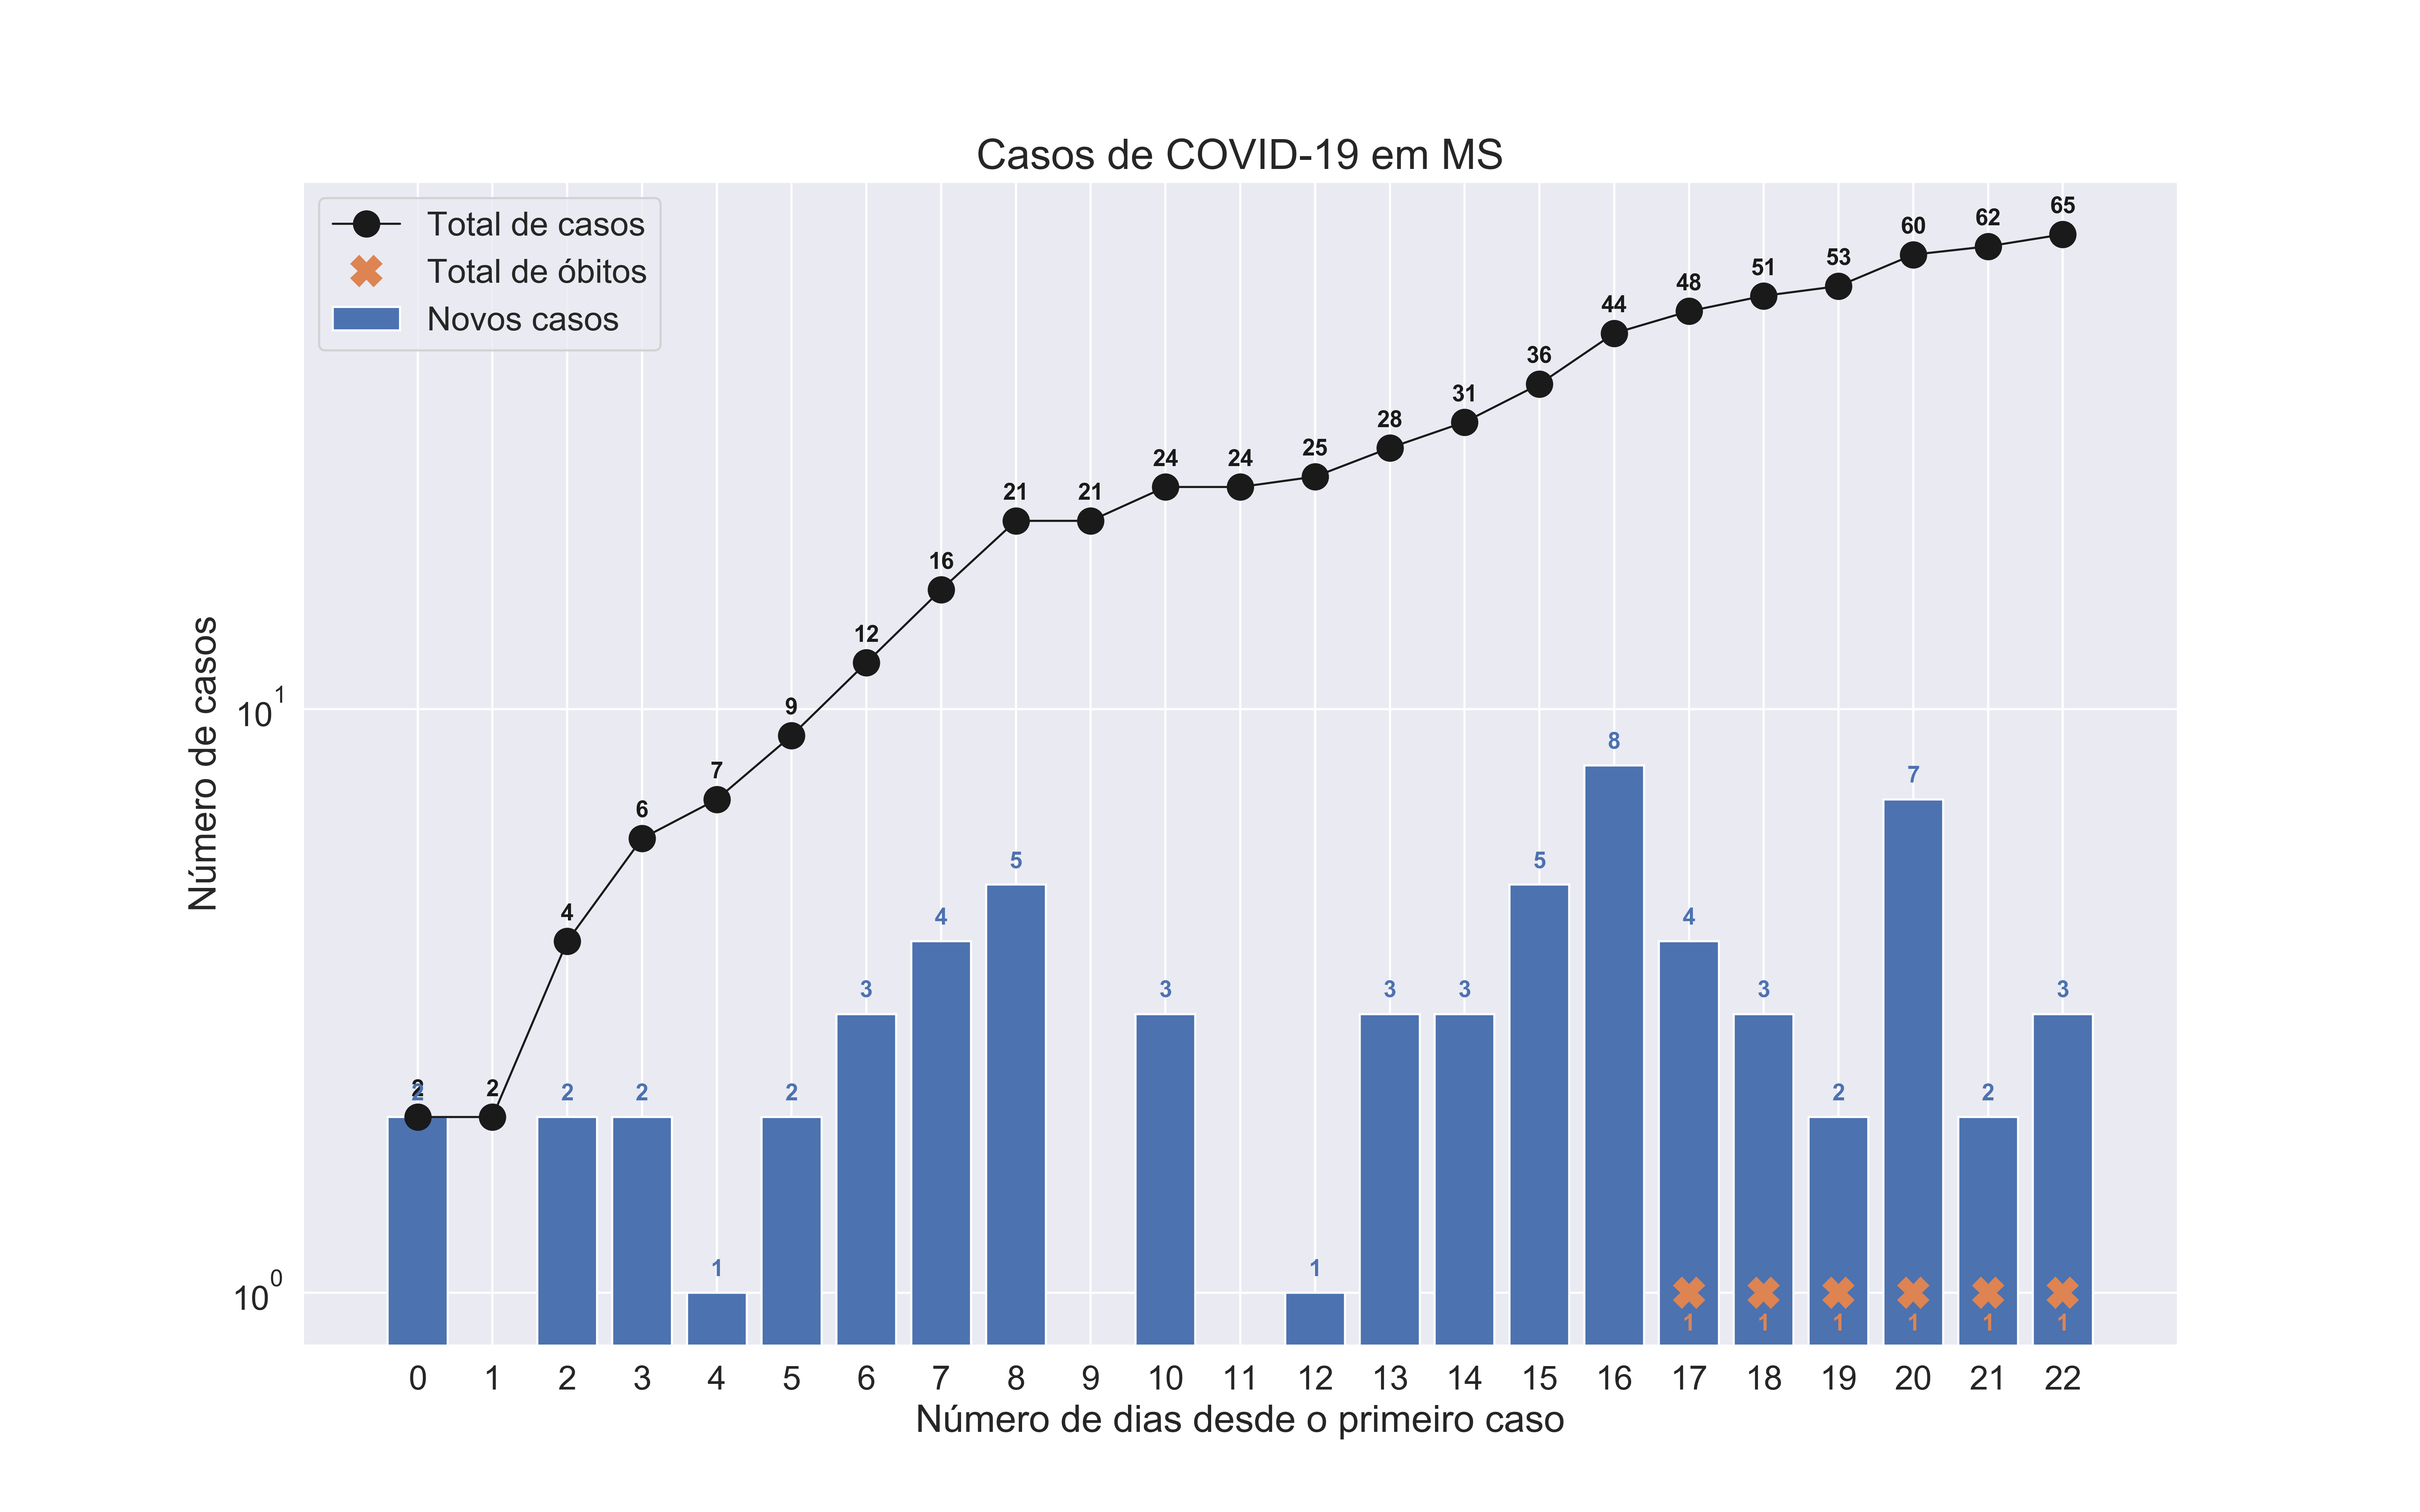 Casos de COVID-19 em MS
Total de casos
Total de óbitos
Novos casos
Número de casos
10^1
10^0
2 2 4 6 7 9 12 16 21 21 24 24 25 28 31 36 44 48 51 53 60 62 65
2 2 2 1 2 3 4 5 3 1 3 3 5 8 4 3 2 7 2 3
1 1 1 1 1 1
0 1 2 3 4 5 6 7 8 9 10 11 12 13 14 15 16 17 18 19 20 21 22
Número de dias desde o primeiro caso